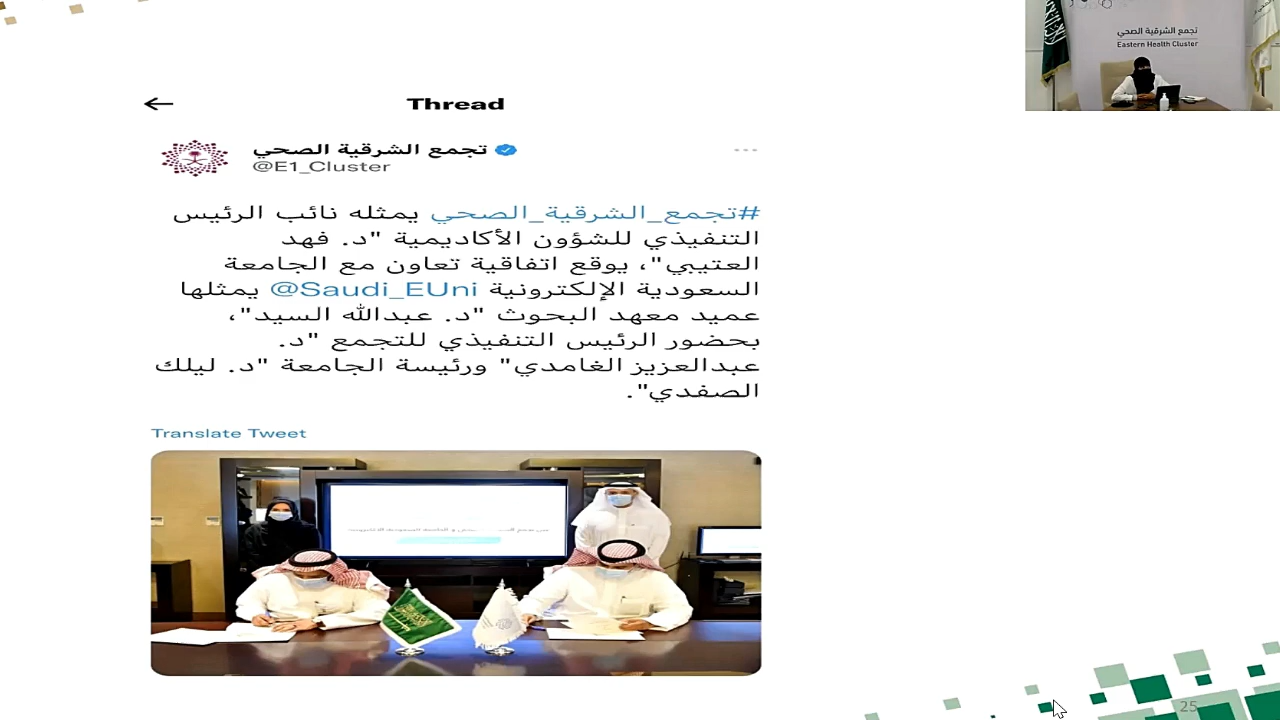 تجمع الشرقية الصحي
Eastern Health Cluster
Thread
تجمع الشرقية الصحي
@E1_Cluster
#تجمع_الشرقية_الصحي يمثله نائب الرئيس
التنفيذي للشؤون الأكاديمية "د. فهد
العتيبي"، يوقع اتفاقية تعاون مع الجامعة
السعودية الإلكترونية @Saudi_EUni يمثلها
عميد معهد البحوث "د. عبدالله السيد"،
بحضور الرئيس التنفيذي للتجمع "د.
عبدالعزيز الغامدي" ورئيسة الجامعة "د. ليلك
الصفدي".
Translate Tweet
25